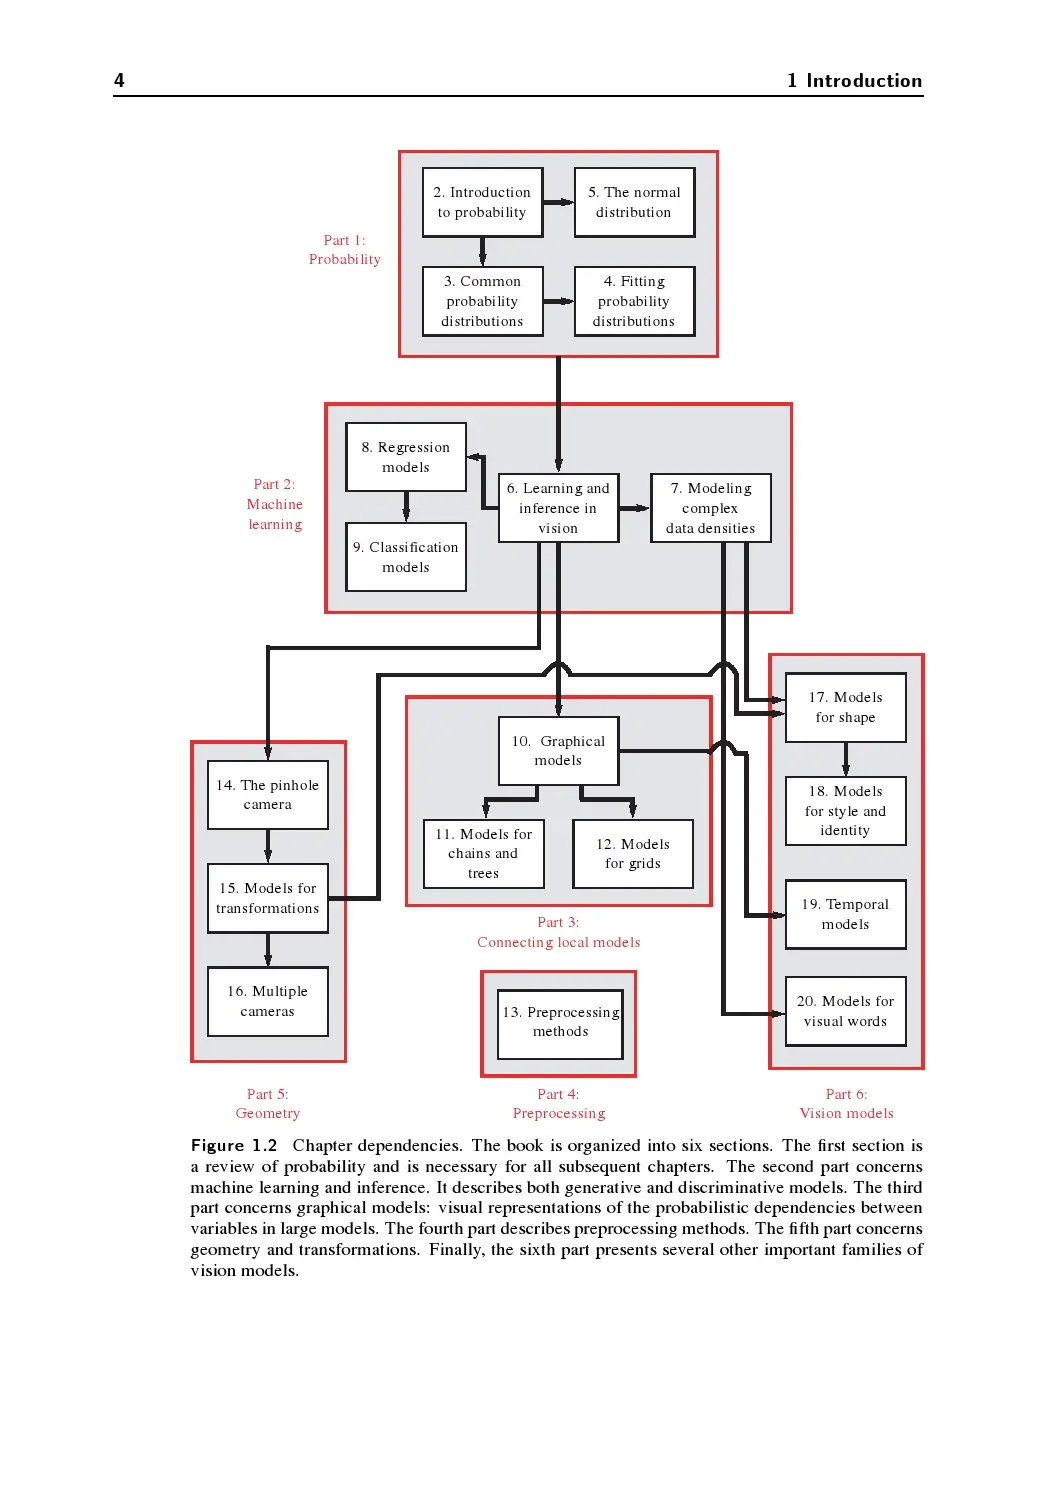 4
1 Introduction
2. Introduction
to probability
5. The normal
distribution
Part 1:
Probability
3. Common
probability
distributions
4. Fitting
probability
distributions
8. Regression
models
Part 2:
Machine
learning
6. Learning and
inference in
vision
7. Modeling
complex
data densities
9. Classification
models
17. Models
for shape
10. Graphical
models
14. The pinhole
camera
18. Models
for style and
identity
11. Models for
chains and
trees
12. Models
for grids
15. Models for
transformations
19. Temporal
models
Part 3:
Connecting local models
16. Multiple
cameras
13. Preprocessing
methods
20. Models for
visual words
Part 5:
Geometry
Part 4:
Preprocessing
Part 6:
Vision models
Figure 1.2 Chapter dependencies. The book is organized into six sections. The first section is
a review of probability and is necessary for all subsequent chapters. The second part concerns
machine learning and inference. It describes both generative and discriminative models. The third
part concerns graphical models: visual representations of the probabilistic dependencies between
variables in large models. The fourth part describes preprocessing methods. The fifth part concerns
geometry and transformations. Finally, the sixth part presents several other important families of
vision models.